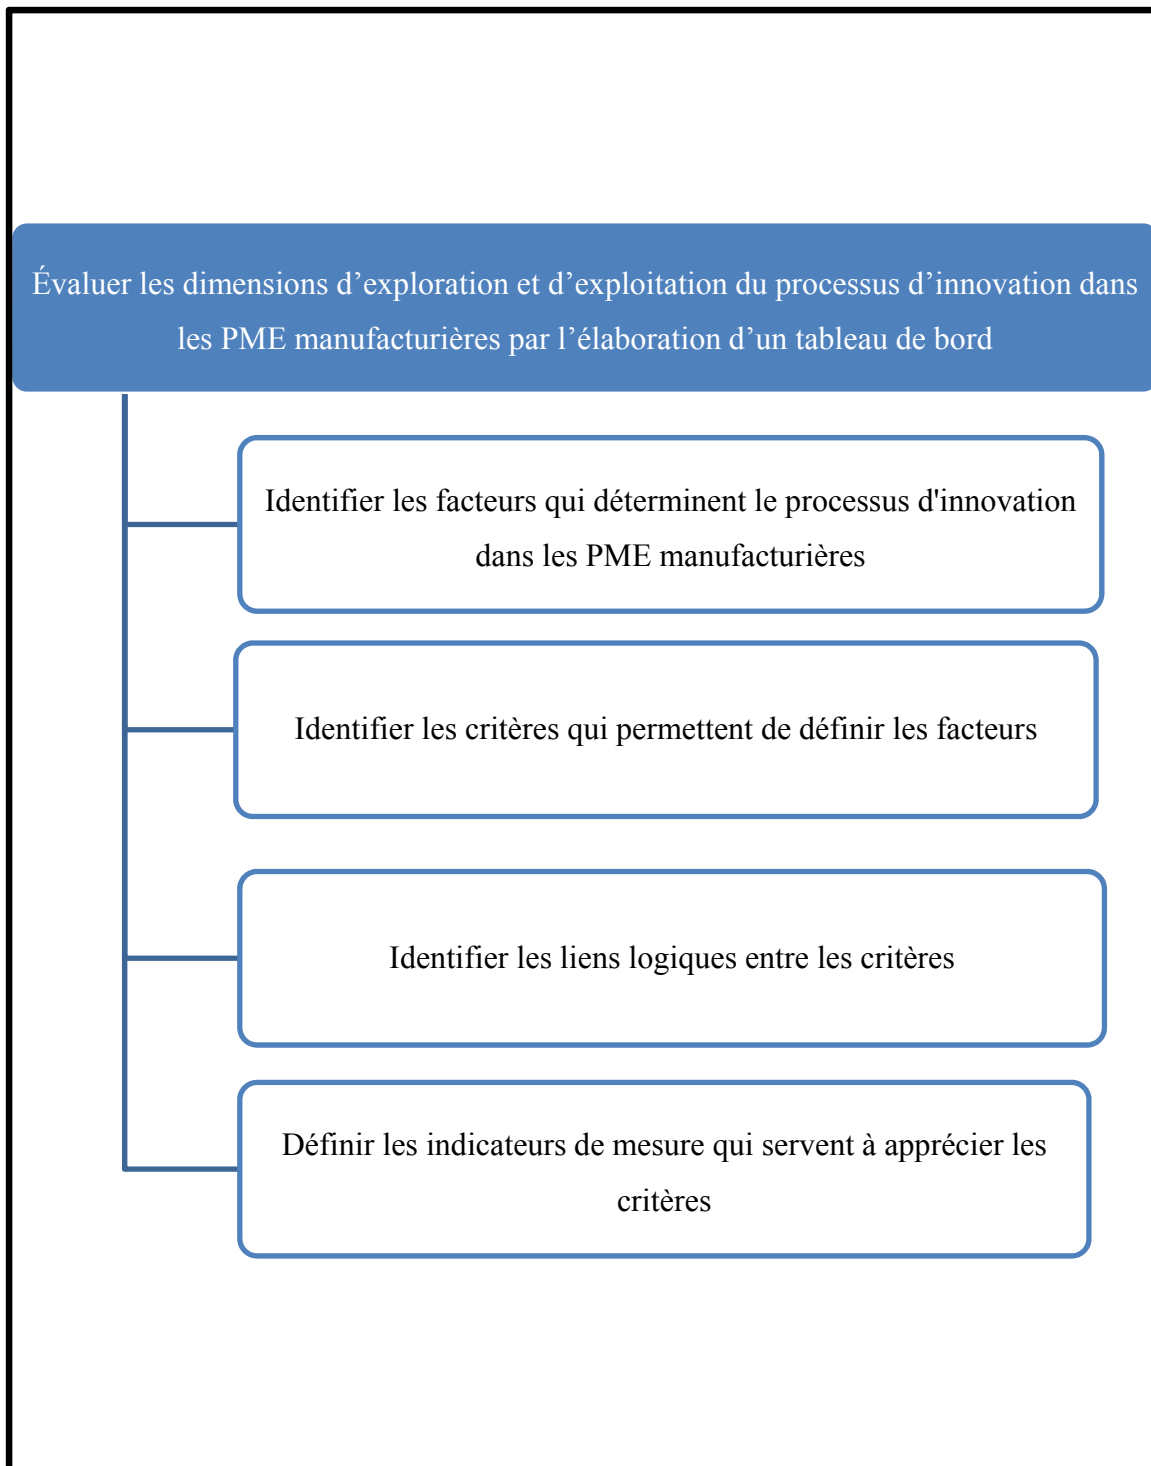 Évaluer les dimensions d’exploration et d’exploitation du processus d’innovation dans
les PME manufacturières par l’élaboration d’un tableau de bord
Identifier les facteurs qui déterminent le processus d'innovation
dans les PME manufacturières
Identifier les critères qui permettent de définir les facteurs
Identifier les liens logiques entre les critères
Définir les indicateurs de mesure qui servent à apprécier les
critères